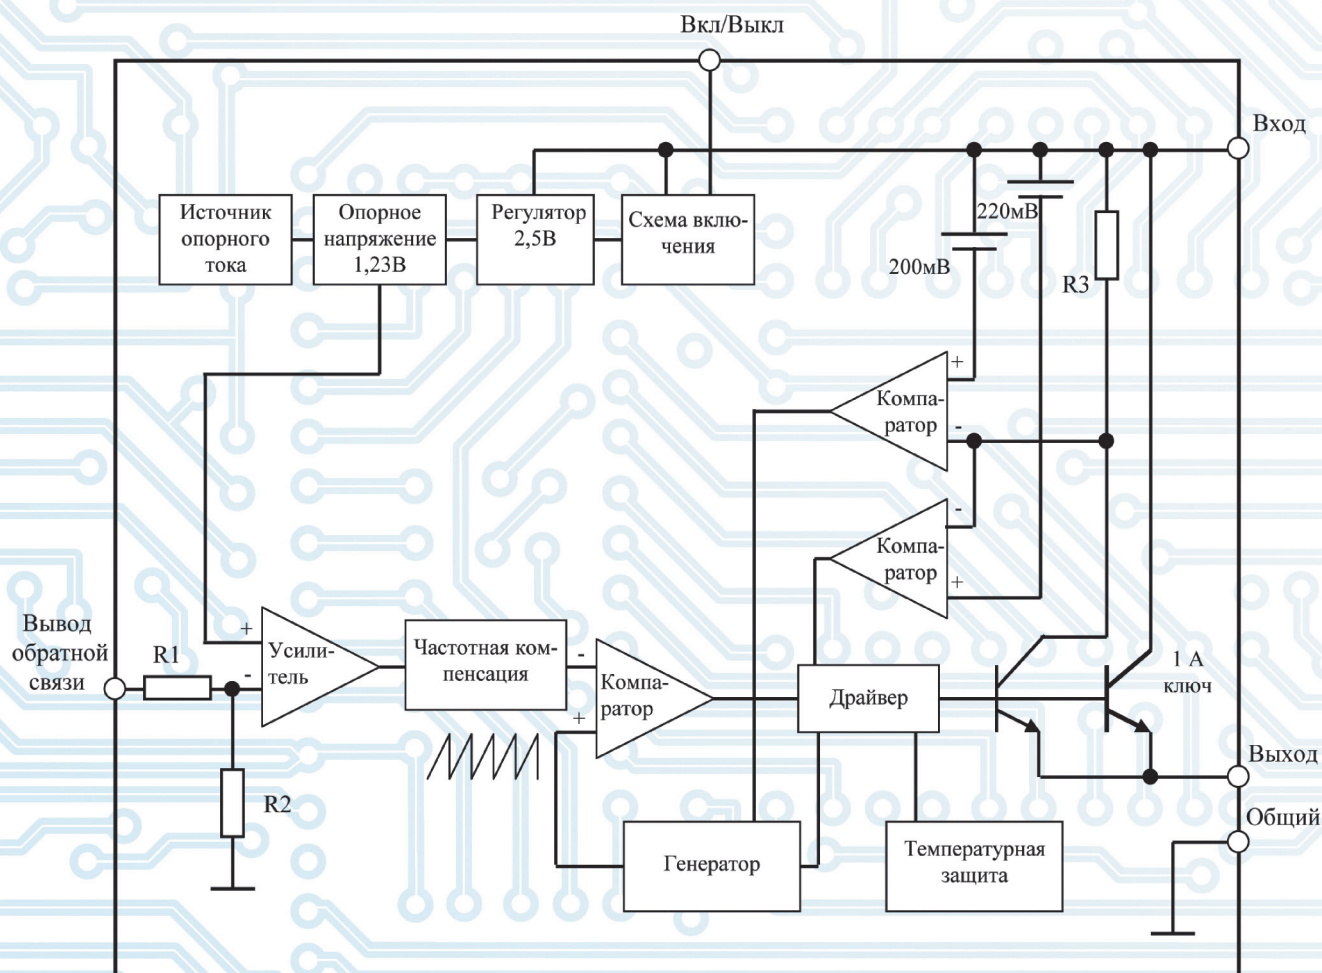 Вкл/Выкл
Вход
Источник
опорного
тока
Опорное
напряжение
1,23В
Регулятор
2,5В
Схема вклю-
чения
220мВ
200мВ
R3
+
Компа-
ратор
-
-
Компа-
ратор
+
Вывод
обратной
связи
R1
+
-
Усили-
тель
Частотная ком-
пенсация
-
+
Компа-
ратор
Драйвер
1 А
ключ
Выход
Общий
R2
Генератор
Температурная
защита